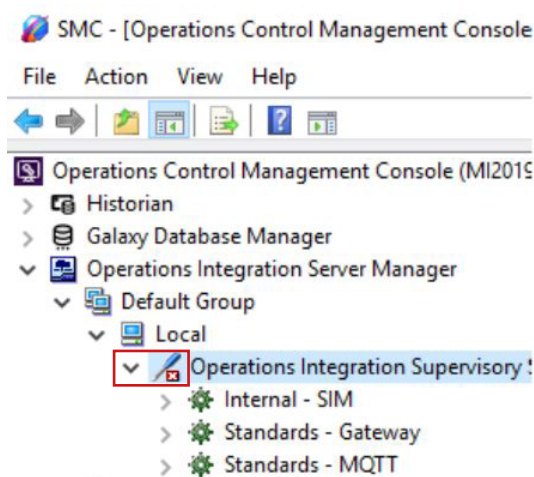 SMC - [Operations Control Management Console
File Action View Help
Operations Control Management Console (MI2019
Historian
Galaxy Database Manager
Operations Integration Server Manager
Default Group
Local
Operations Integration Supervisory S
Internal - SIM
Standards - Gateway
Standards - MQTT